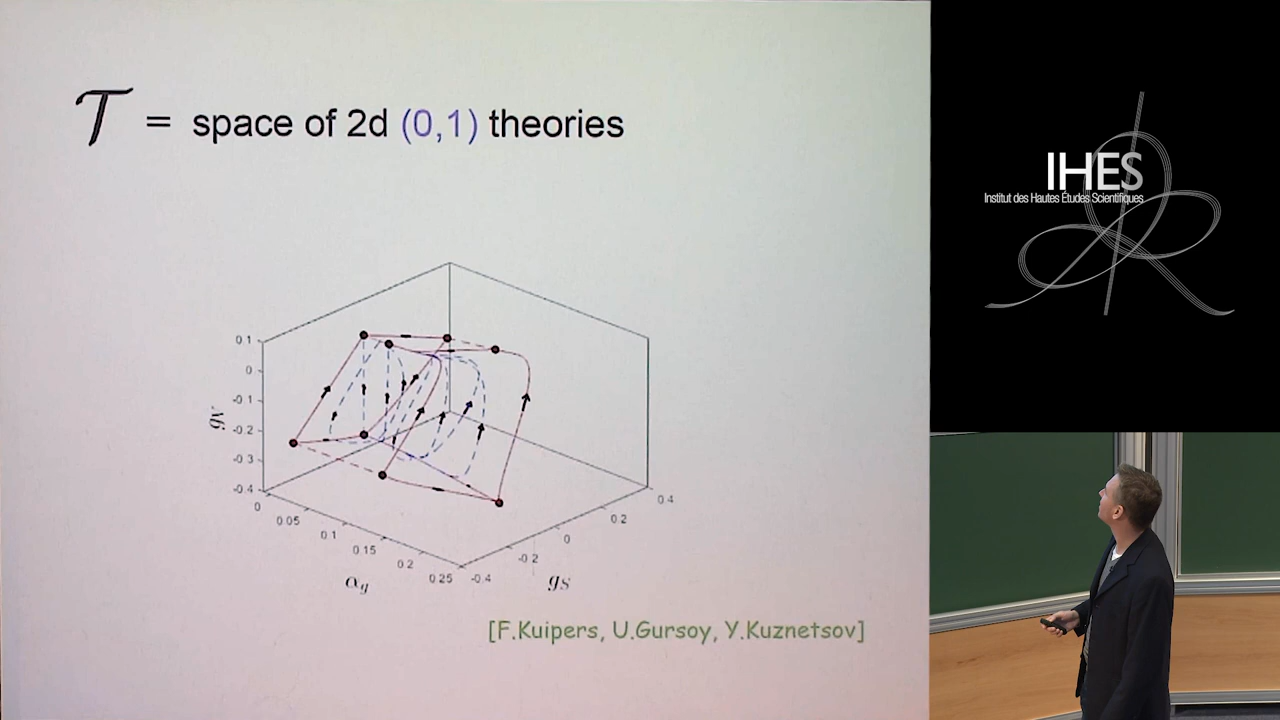 𝒯 = space of 2d (0,1) theories
0.1
0
-0.1
-0.2
-0.3
-0.4
g_V
0
0.05
0.1
0.15
0.2
0.25
α_g
-0.4
-0.2
0
0.2
0.4
g_S
[F.Kuipers, U.Gursoy, Y.Kuznetsov]
IHES
Institut des Hautes Études Scientifiques